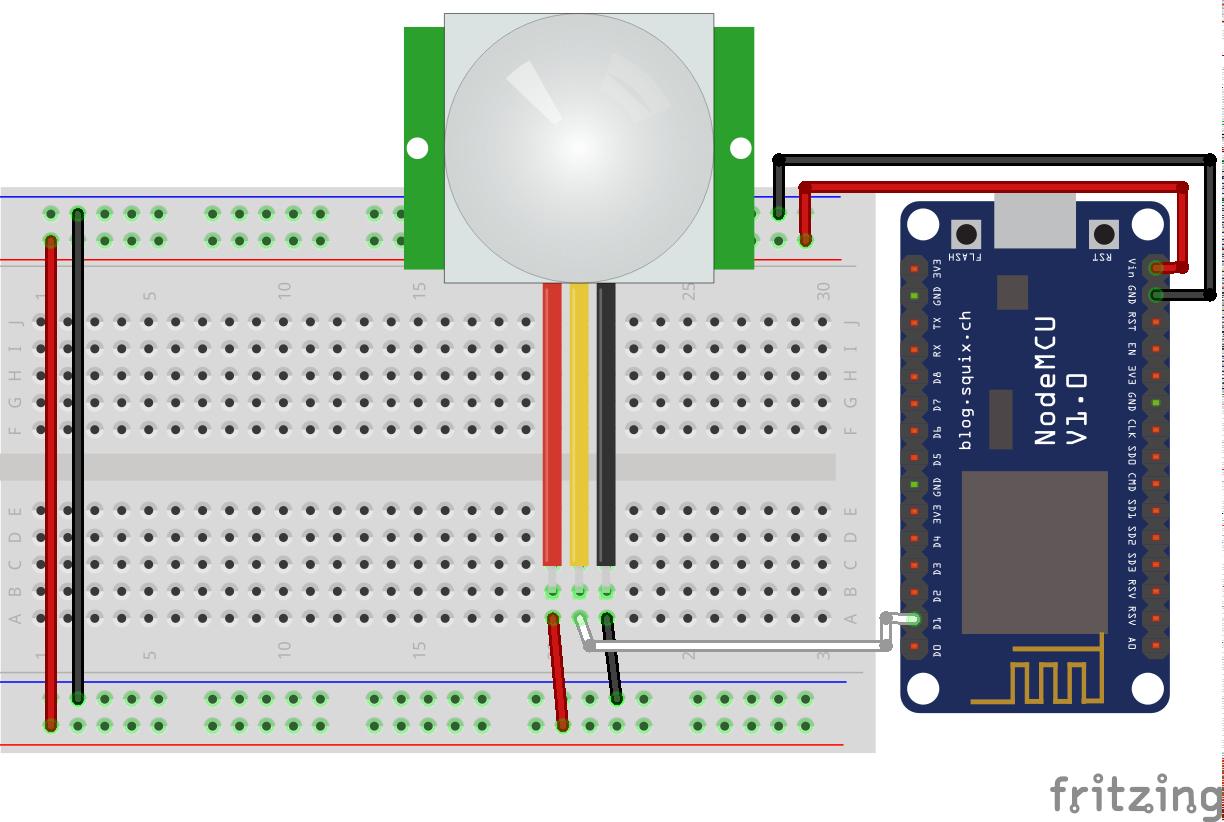 1 5 10 15 25 30
J J
I I
H H
G G
F F
E E
D D
C C
B B
A A
1 5 10 15 2 3
FLASH
RST
3V3
GND
TX
RX
D8
D7
D6
D5
GND
3V3
D4
D3
D2
D1
D0
blog.squix.ch
NodeMCU
V1.0
Vin
GND
RST
EN
3V3
GND
CLK
SD0
CMD
SD1
SD2
SD3
RSV
RSV
A0
fritzing